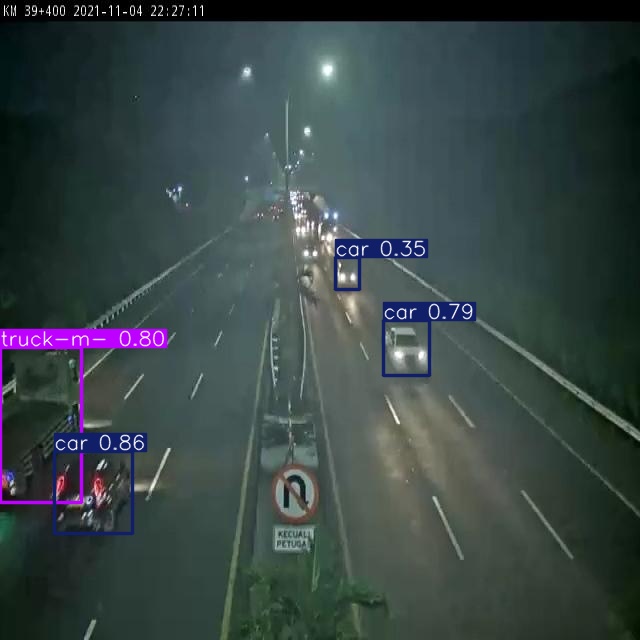 KM 39+400 2021-11-04 22:27:11
car 0.35
car 0.79
truck-m- 0.80
car 0.86
KECUALI
PETUGAS